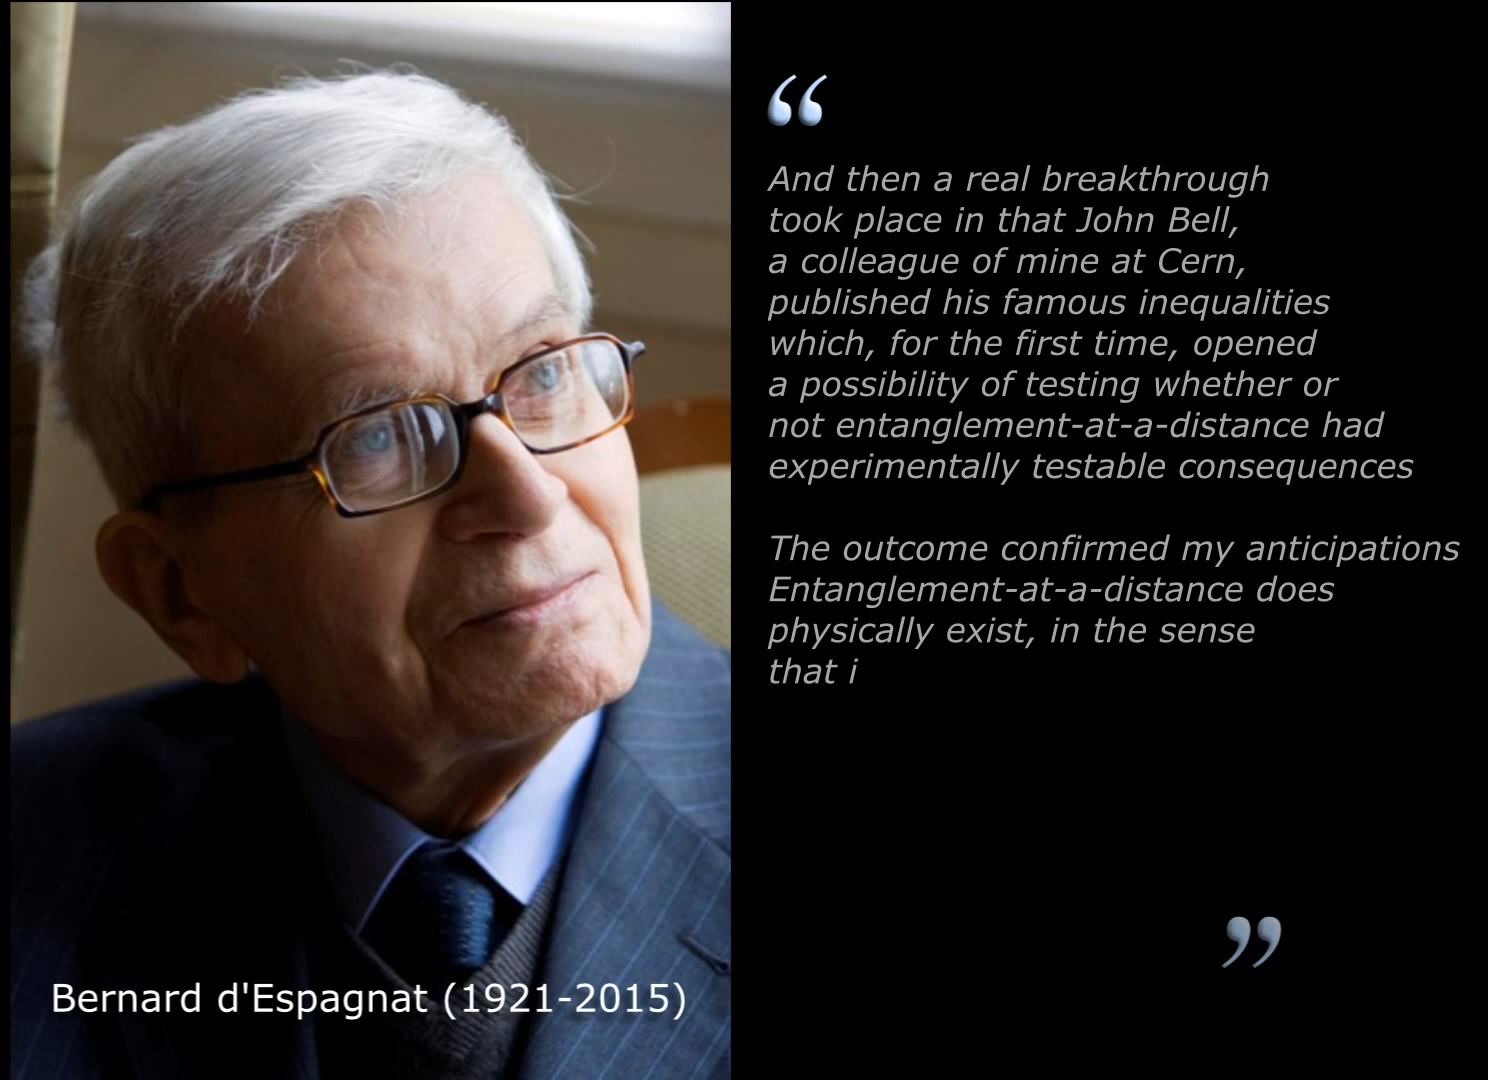 “
And then a real breakthrough
took place in that John Bell,
a colleague of mine at Cern,
published his famous inequalities
which, for the first time, opened
a possibility of testing whether or
not entanglement-at-a-distance had
experimentally testable consequences
The outcome confirmed my anticipations
Entanglement-at-a-distance does
physically exist, in the sense
that i
”
Bernard d'Espagnat (1921-2015)